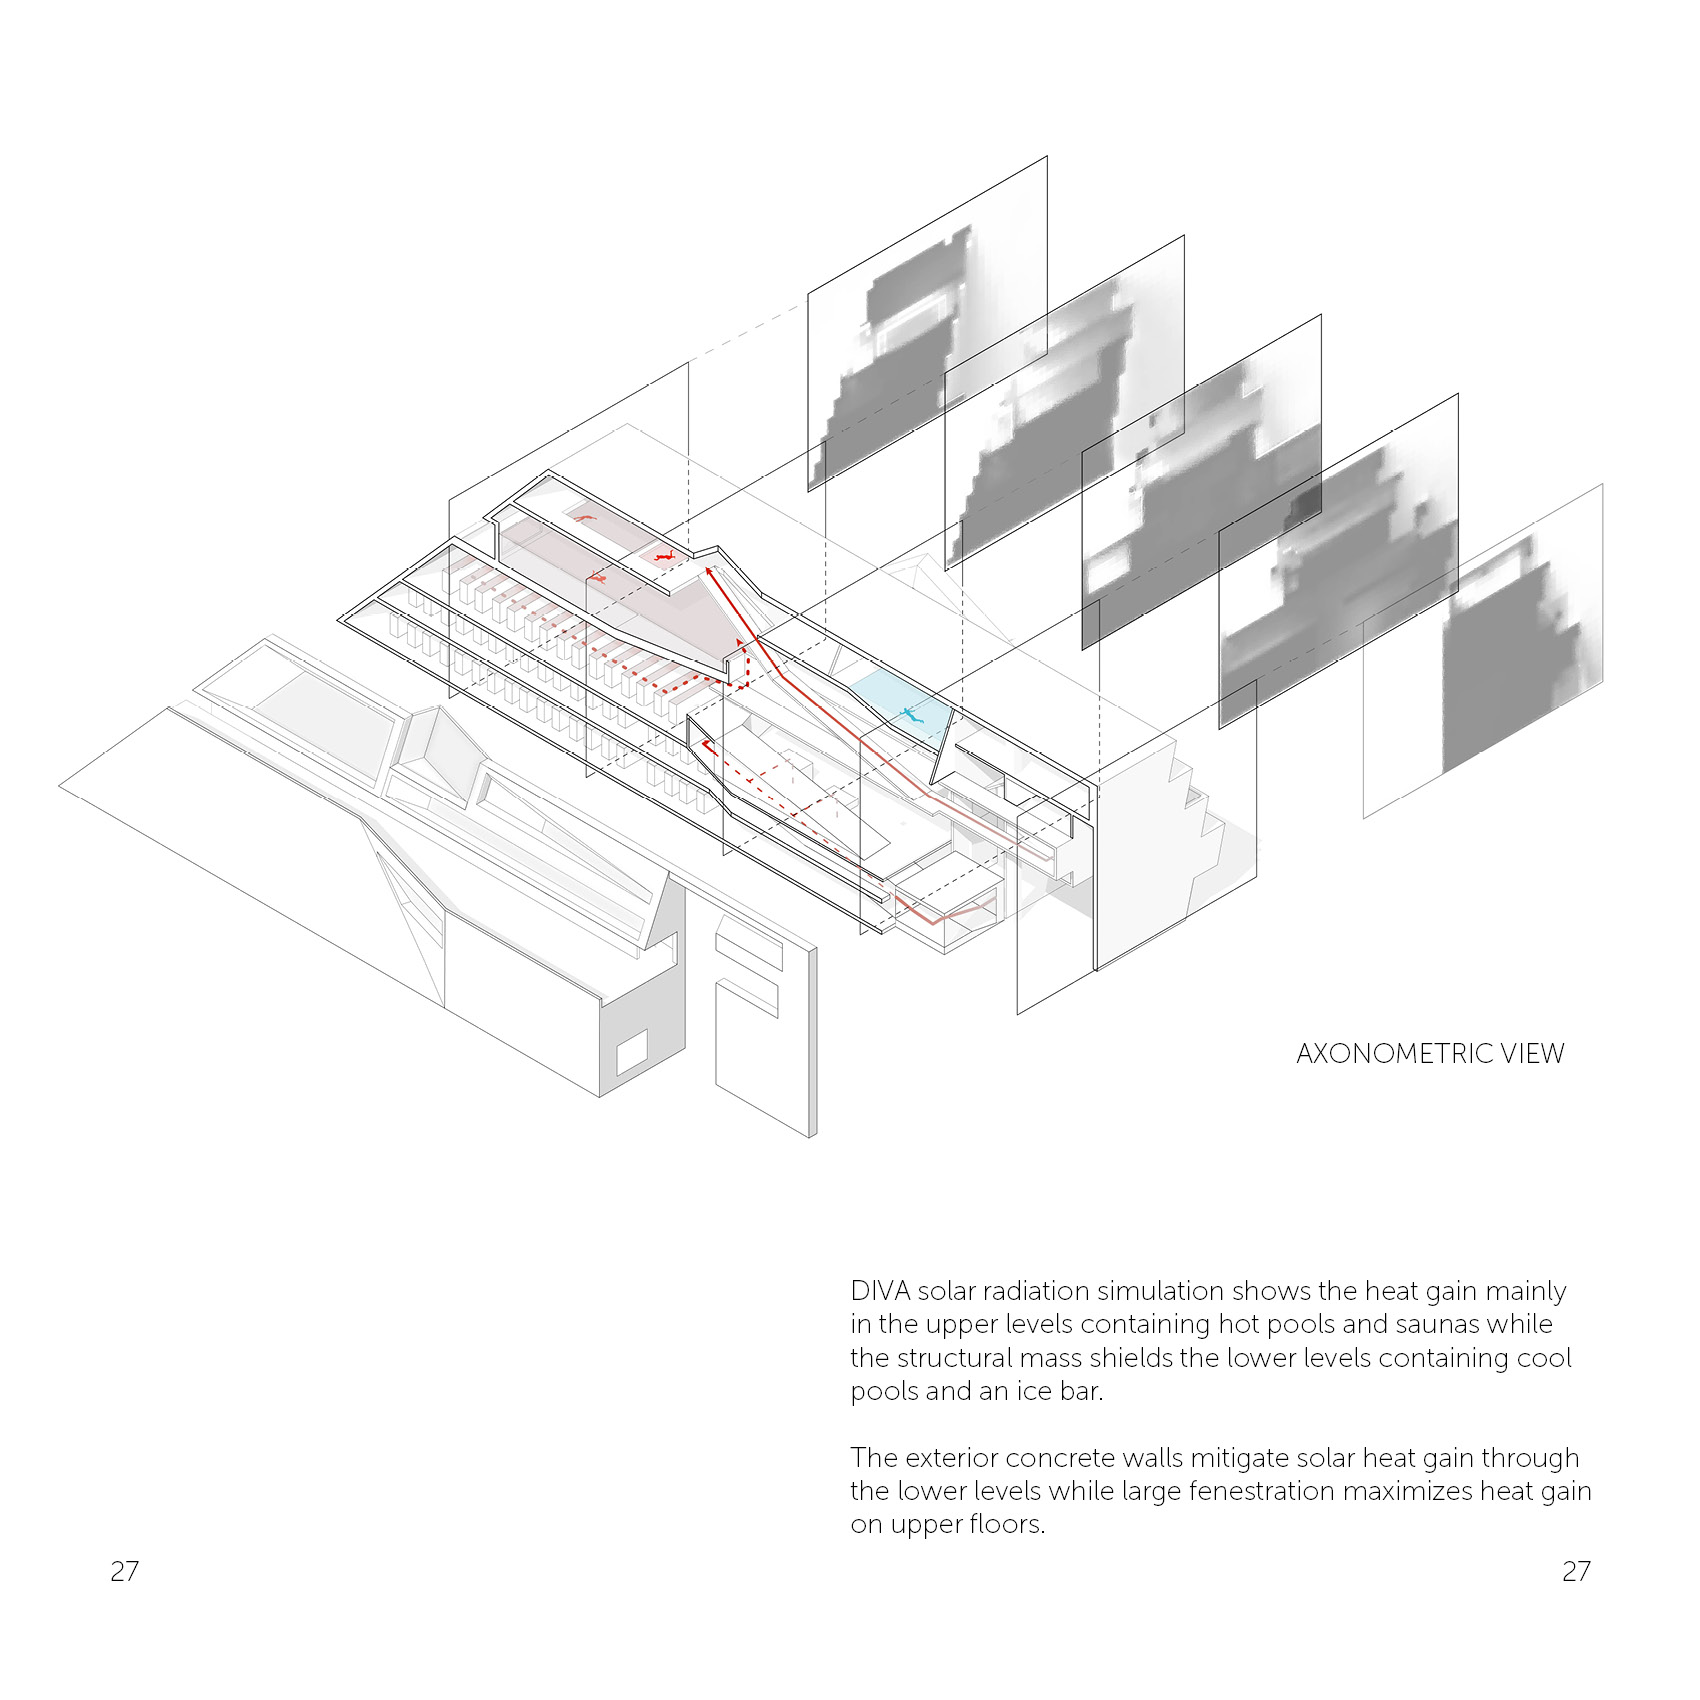 AXONOMETRIC VIEW
DIVA solar radiation simulation shows the heat gain mainly
in the upper levels containing hot pools and saunas while
the structural mass shields the lower levels containing cool
pools and an ice bar.
The exterior concrete walls mitigate solar heat gain through
the lower levels while large fenestration maximizes heat gain
on upper floors.
27
27